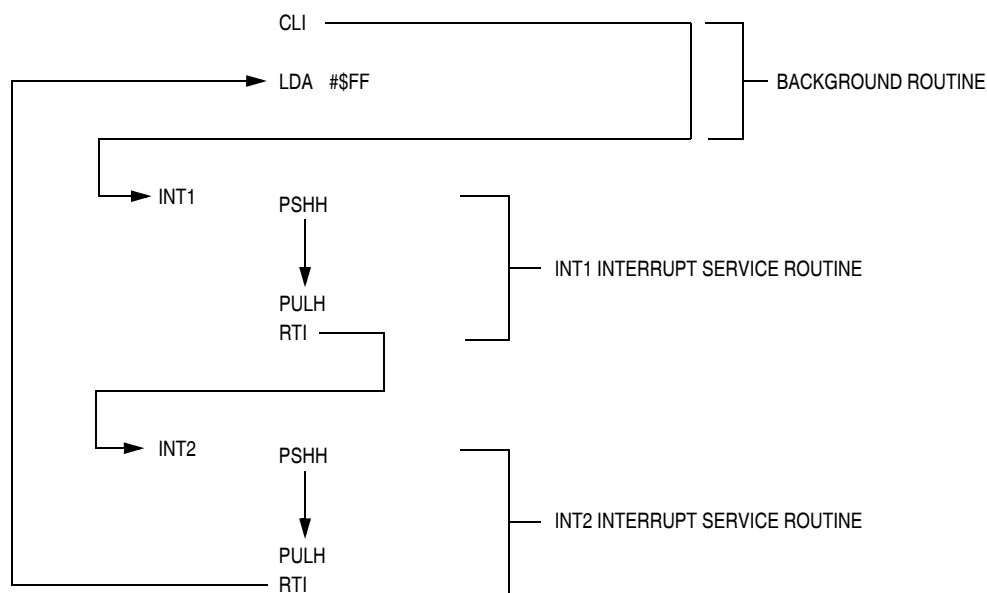 CLI
LDA #$FF
BACKGROUND ROUTINE
INT1
PSHH
INT1 INTERRUPT SERVICE ROUTINE
PULH
RTI
INT2
PSHH
INT2 INTERRUPT SERVICE ROUTINE
PULH
RTI